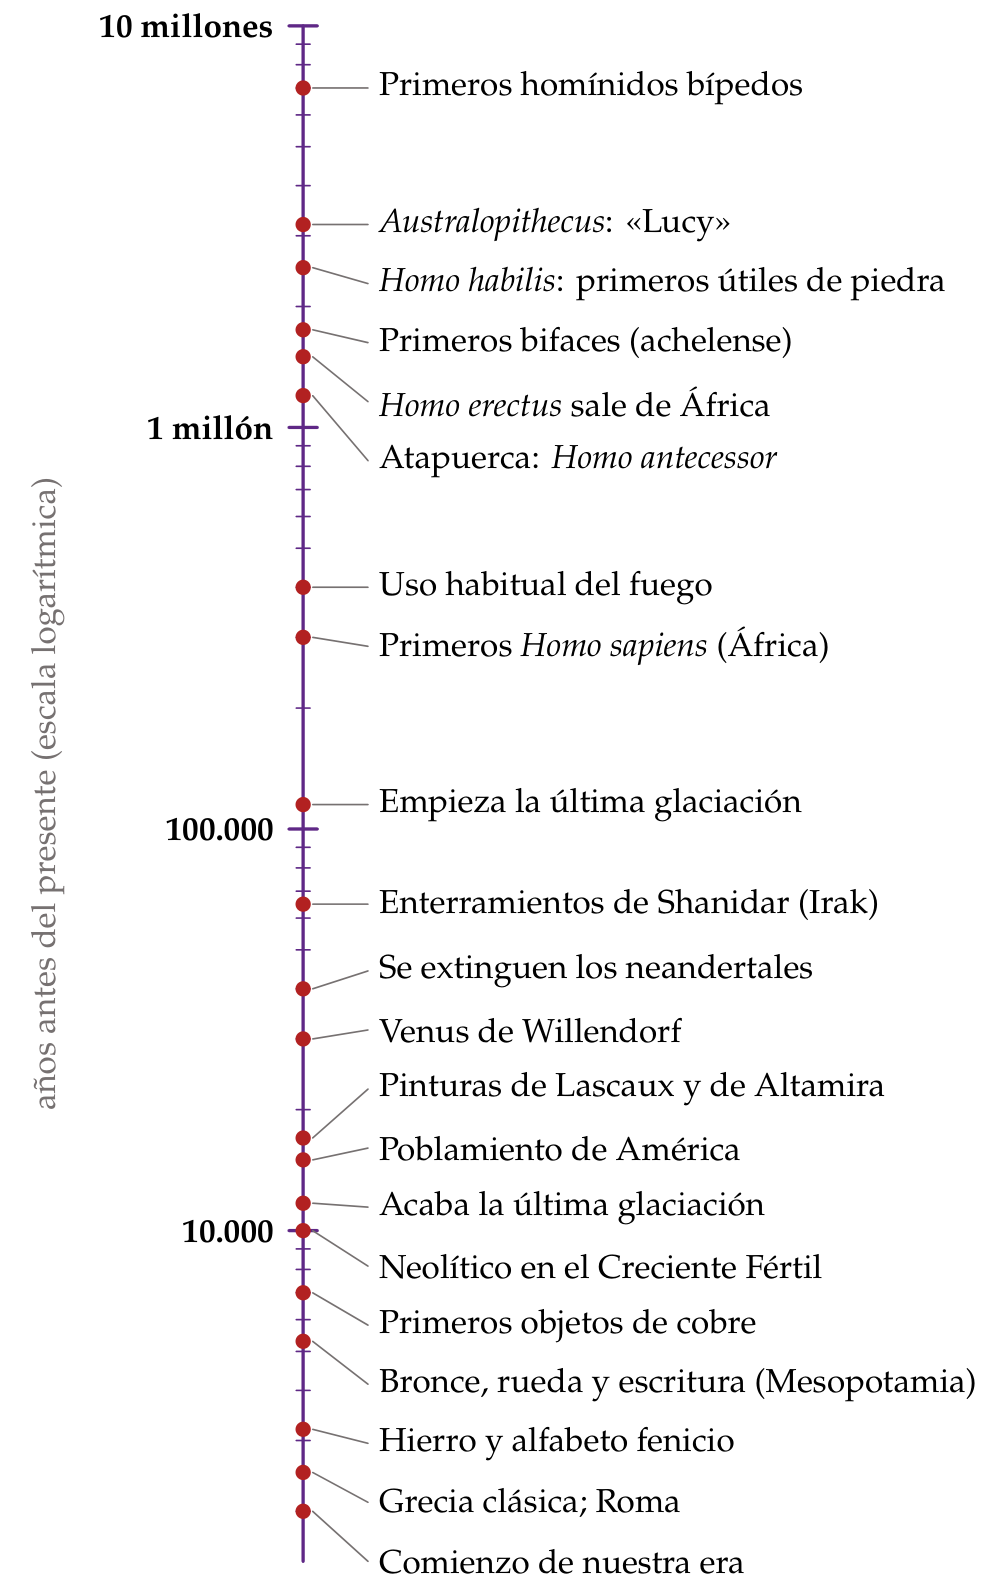 10 millones
Primeros homínidos bípedos
Australopithecus: «Lucy»
Homo habilis: primeros útiles de piedra
Primeros bifaces (achelense)
Homo erectus sale de África
1 millón
Atapuerca: Homo antecessor
años antes del presente (escala logarítmica)
Uso habitual del fuego
Primeros Homo sapiens (África)
Empieza la última glaciación
100.000
Enterramientos de Shanidar (Irak)
Se extinguen los neandertales
Venus de Willendorf
Pinturas de Lascaux y de Altamira
Poblamiento de América
Acaba la última glaciación
10.000
Neolítico en el Creciente Fértil
Primeros objetos de cobre
Bronce, rueda y escritura (Mesopotamia)
Hierro y alfabeto fenicio
Grecia clásica; Roma
Comienzo de nuestra era